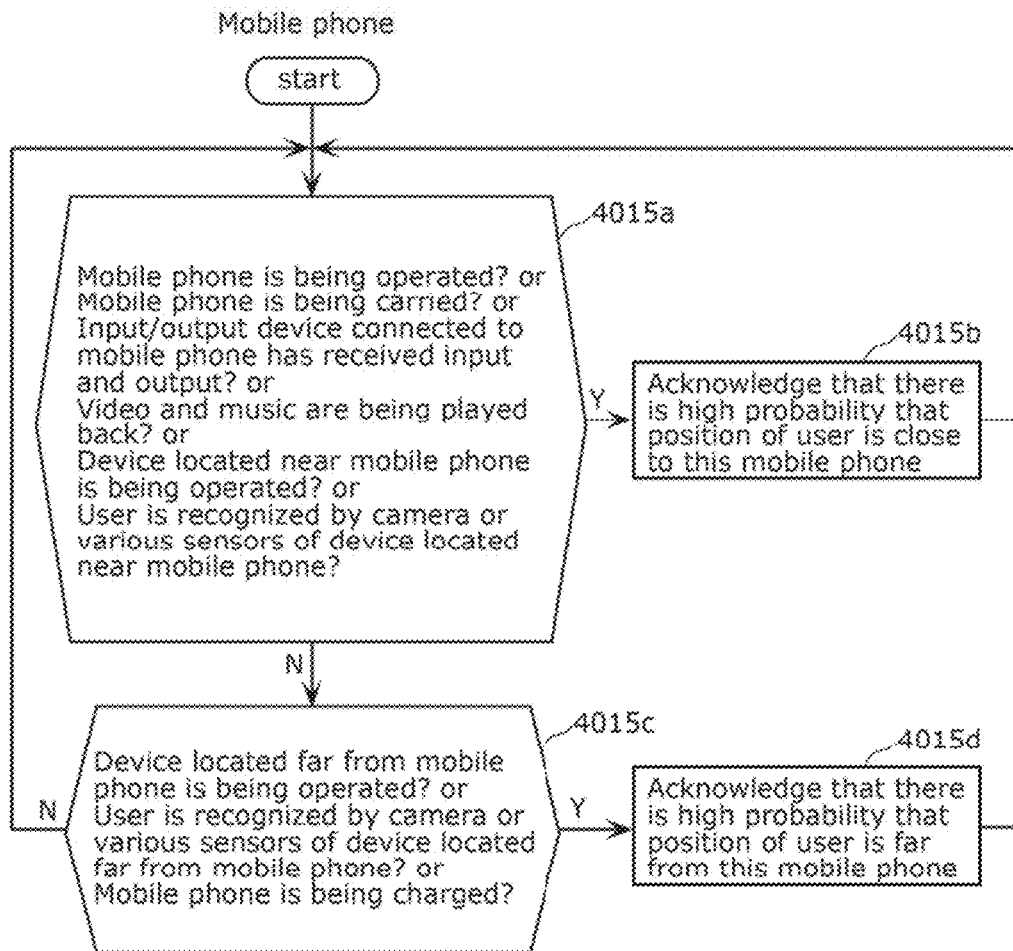 Mobile phone
start
4015a
Mobile phone is being operated? or
Mobile phone is being carried? or
Input/output device connected to
mobile phone has received input
and output? or
Video and music are being played
back? or
Device located near mobile phone
is being operated? or
User is recognized by camera or
various sensors of device located
near mobile phone?
Y
4015b
Acknowledge that there
is high probability that
position of user is close
to this mobile phone
N
4015c
Device located far from mobile
phone is being operated? or
User is recognized by camera or
various sensors of device located
far from mobile phone? or
Mobile phone is being charged?
N
Y
4015d
Acknowledge that there
is high probability that
position of user is far
from this mobile phone